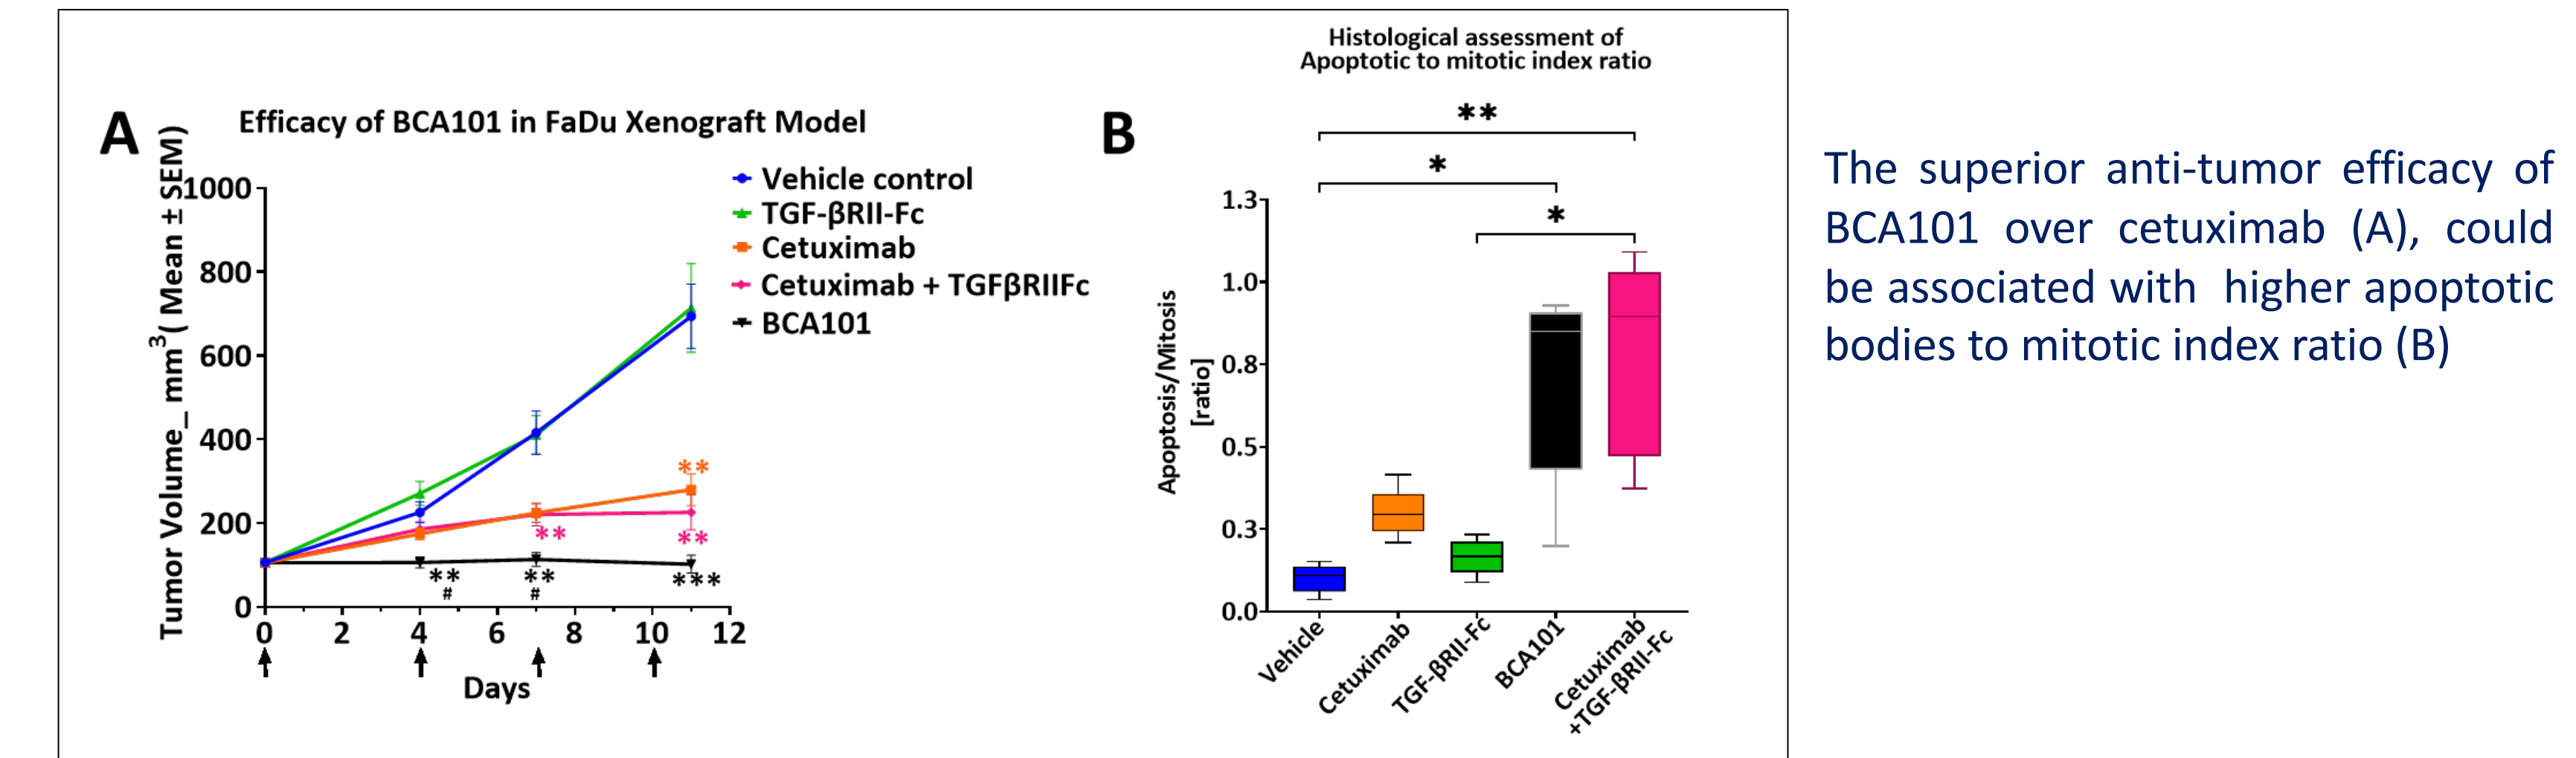 A
Efficacy of BCA101 in FaDu Xenograft Model
Tumor Volume_ mm³( Mean ± SEM)
1000
800
600
400
200
0
0 2 4 6 8 10 12
Days
Vehicle control
TGF-βRII-Fc
Cetuximab
Cetuximab + TGFβRIIFc
BCA101
**
**
**
**
#
**
#
***
B
Histological assessment of
Apoptotic to mitotic index ratio
**
*
*
Apoptosis/Mitosis
[ratio]
1.3
1.0
0.8
0.5
0.3
0.0
Vehicle
Cetuximab
TGF-βRII-Fc
BCA101
Cetuximab
+TGF-βRII-Fc
The superior anti-tumor efficacy of
BCA101 over cetuximab (A), could
be associated with higher apoptotic
bodies to mitotic index ratio (B)